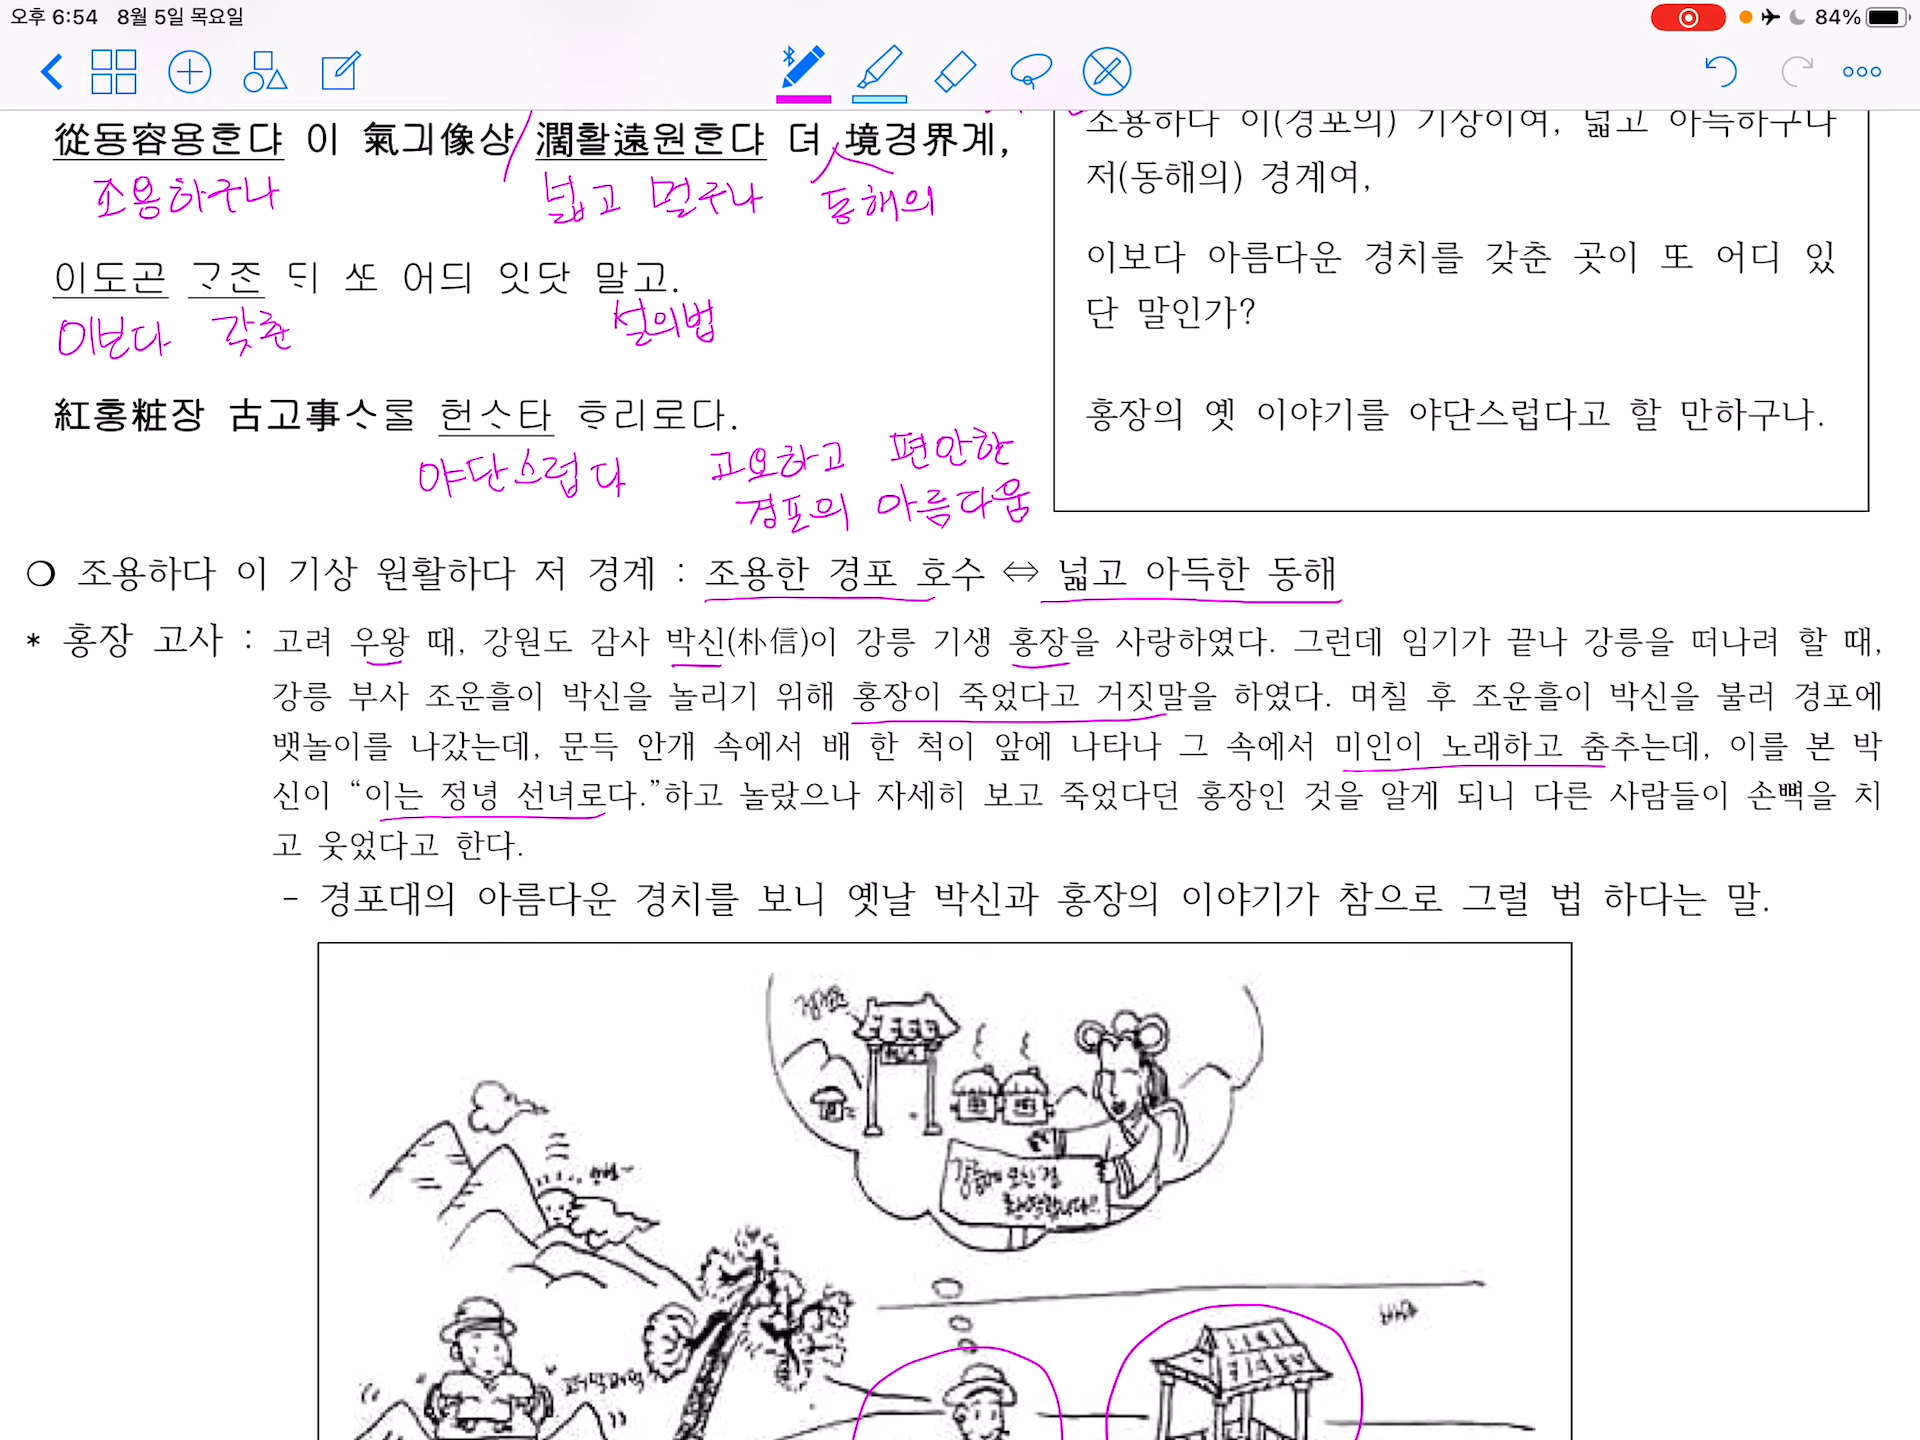 오후 6:54 8월 5일 목요일
84%
從둉容용ᄒᆞᆫ댜 이 氣긔像샹 濶활遠원ᄒᆞᆫ댜 뎌 境경界계,
조용하구나 넓고 멀구나 동해의
이도곤 ᄀᆞᄌᆞᆫ ᄃᆡ ᄯᅩ 어듸 잇닷 말고.
이보다 갖춘 설의법
紅홍粧장 古고事ᄉᆞᄅᆞᆯ 헌ᄉᆞ타 ᄒᆞ리로다.
야단스럽다 고요하고 편안한
경포의 아름다움
조용하다 이(경포의) 기상이여, 넓고 아득하구나
저(동해의) 경계여,
이보다 아름다운 경치를 갖춘 곳이 또 어디 있
단 말인가?
홍장의 옛 이야기를 야단스럽다고 할 만하구나.
❍ 조용하다 이 기상 원활하다 저 경계 : 조용한 경포 호수 ⇔ 넓고 아득한 동해
* 홍장 고사 : 고려 우왕 때, 강원도 감사 박신(朴信)이 강릉 기생 홍장을 사랑하였다. 그런데 임기가 끝나 강릉을 떠나려 할 때,
강릉 부사 조운흘이 박신을 놀리기 위해 홍장이 죽었다고 거짓말을 하였다. 며칠 후 조운흘이 박신을 불러 경포에
뱃놀이를 나갔는데, 문득 안개 속에서 배 한 척이 앞에 나타나 그 속에서 미인이 노래하고 춤추는데, 이를 본 박
신이 “이는 정녕 선녀로다.”하고 놀랐으나 자세히 보고 죽었다던 홍장인 것을 알게 되니 다른 사람들이 손뼉을 치
고 웃었다고 한다.
- 경포대의 아름다운 경치를 보니 옛날 박신과 홍장의 이야기가 참으로 그럴 법 하다는 말.
강릉에 오신걸
환영합니다!!